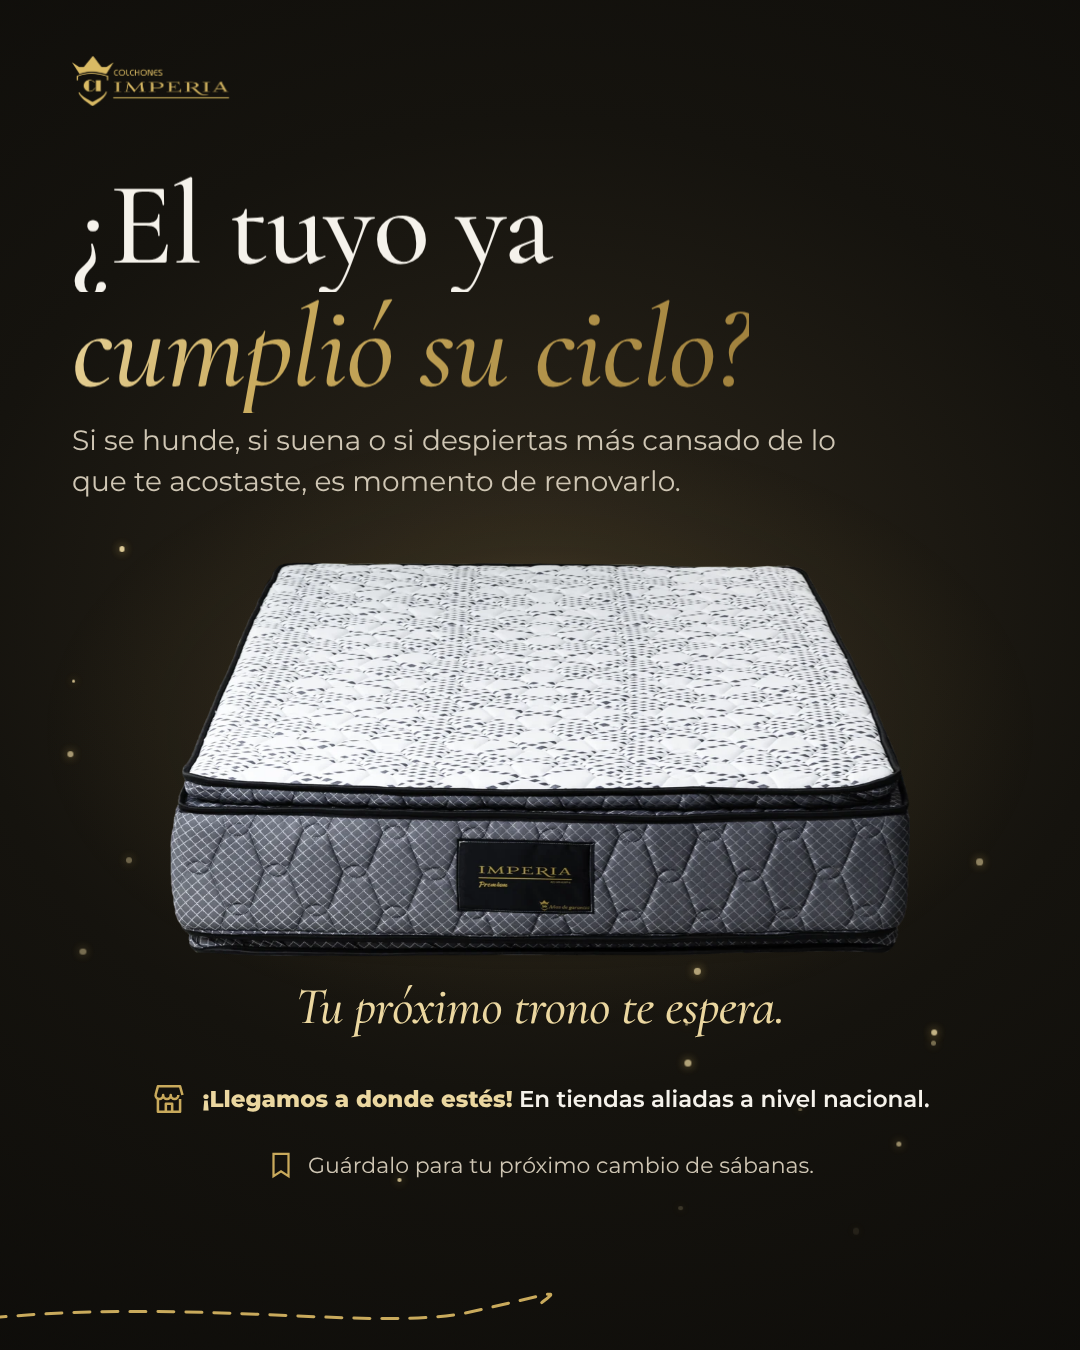 COLCHONES
a IMPERIA
¿El tuyo ya
cumplió su ciclo?
Si se hunde, si suena o si despiertas más cansado de lo
que te acostaste, es momento de renovarlo.
IMPERIA
Premium
Tu próximo trono te espera.
¡Llegamos a donde estés! En tiendas aliadas a nivel nacional.
Guárdalo para tu próximo cambio de sábanas.